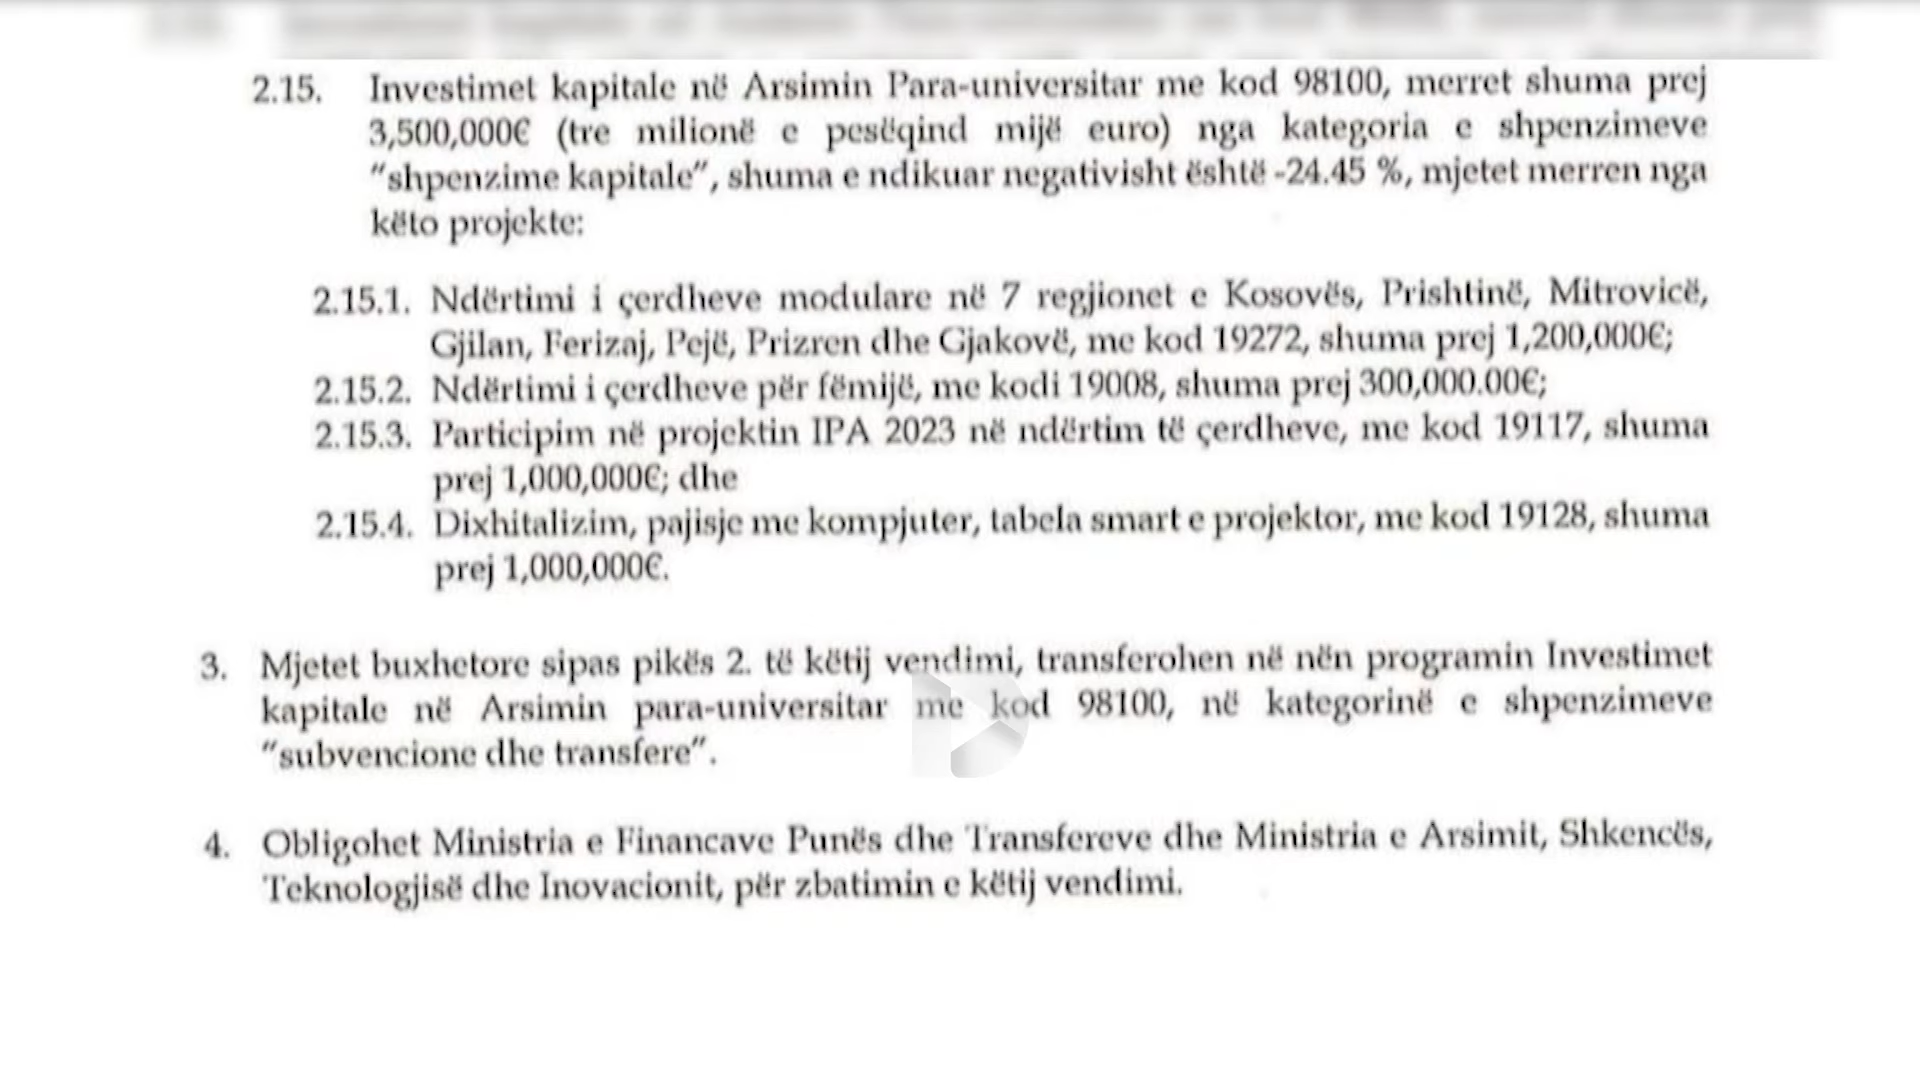 2.15. Investimet kapitale në Arsimin Para-universitar me kod 98100, merret shuma prej
3,500,000€ (tre milionë e pesëqind mijë euro) nga kategoria e shpenzimeve
“shpenzime kapitale”, shuma e ndikuar negativisht është -24.45 %, mjetet merren nga
këto projekte:
2.15.1. Ndërtimi i çerdheve modulare në 7 regjionet e Kosovës, Prishtinë, Mitrovicë,
Gjilan, Ferizaj, Pejë, Prizren dhe Gjakovë, me kod 19272, shuma prej 1,200,000€;
2.15.2. Ndërtimi i çerdheve për fëmijë, me kodi 19008, shuma prej 300,000.00€;
2.15.3. Participim në projektin IPA 2023 në ndërtim të çerdheve, me kod 19117, shuma
prej 1,000,000€; dhe
2.15.4. Dixhitalizim, pajisje me kompjuter, tabela smart e projektor, me kod 19128, shuma
prej 1,000,000€.
3. Mjetet buxhetore sipas pikës 2. të këtij vendimi, transferohen në nën programin Investimet
kapitale në Arsimin para-universitar me kod 98100, në kategorinë e shpenzimeve
“subvencione dhe transfere”.
4. Obligohet Ministria e Financave Punës dhe Transfereve dhe Ministria e Arsimit, Shkencës,
Teknologjisë dhe Inovacionit, për zbatimin e këtij vendimi.